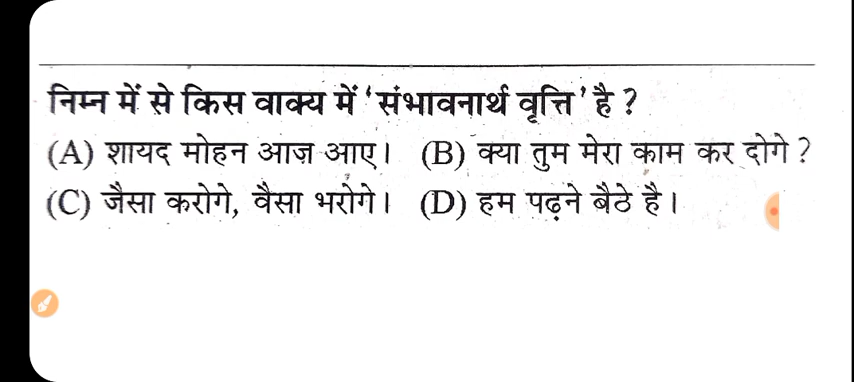 निम्न में से किस वाक्य में 'संभावनार्थ वृत्ति' है ?
(A) शायद मोहन आज आए। (B) क्या तुम मेरा काम कर दोगे ?
(C) जैसा करोगे, वैसा भरोगे। (D) हम पढ़ने बैठे है।